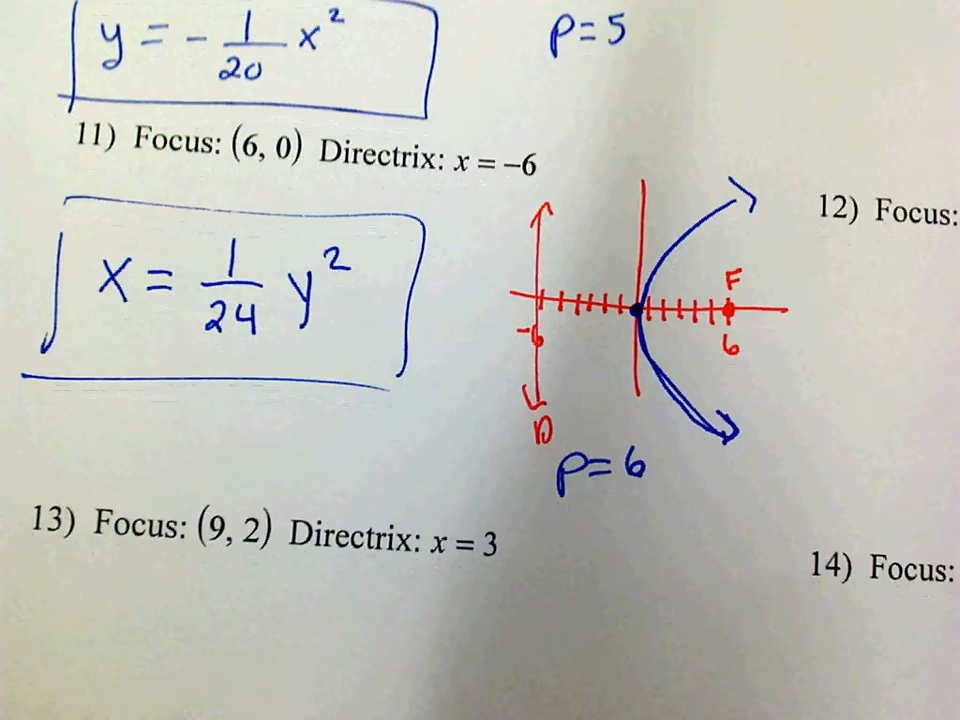 y = - 1/20 x²
p=5
11) Focus: (6, 0) Directrix: x = –6
12) Focus:
x = 1/24 y²
F
-6
6
D
p=6
13) Focus: (9, 2) Directrix: x = 3
14) Focus: